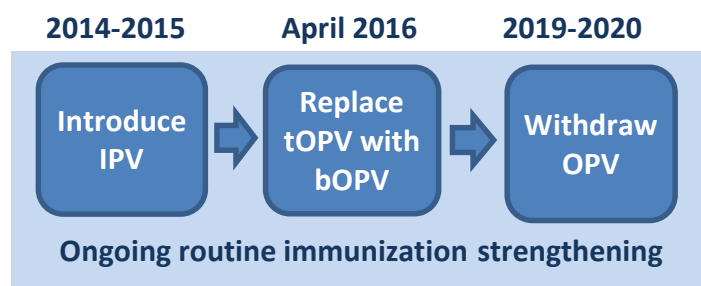 2014-2015 April 2016 2019-2020
Introduce
IPV
Replace
tOPV with
bOPV
Withdraw
OPV
Ongoing routine immunization strengthening